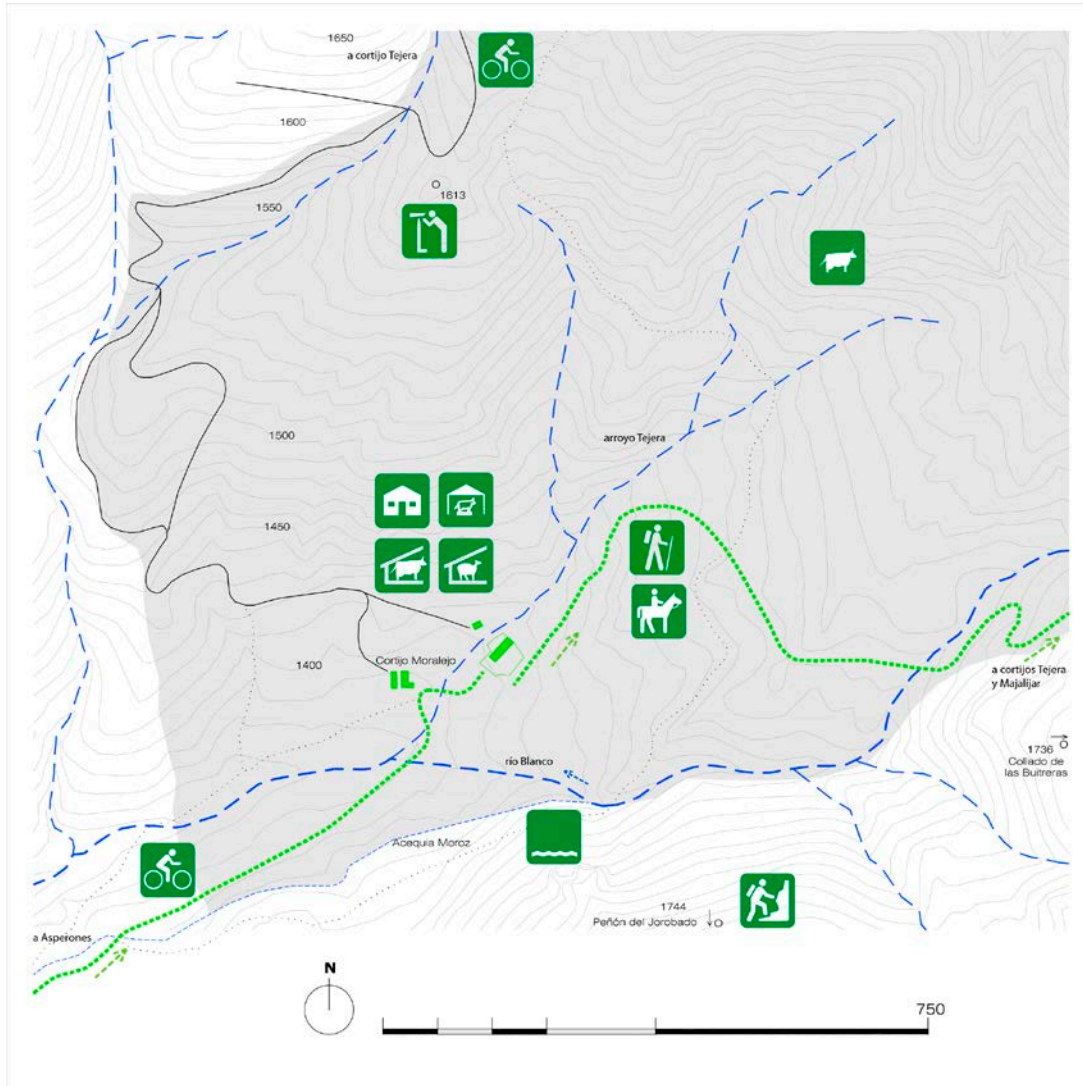 1650
a cortijo Tejera
1600
1613
1550
1500
arroyo Tejera
1450
1400
Cortijo Moralejo
a cortijos Tejera
y Majalijar
1736
Collado de
las Buitreras
río Blanco
Acequia Moroz
1744
Peñón del Jorobado
a Asperones
N
750